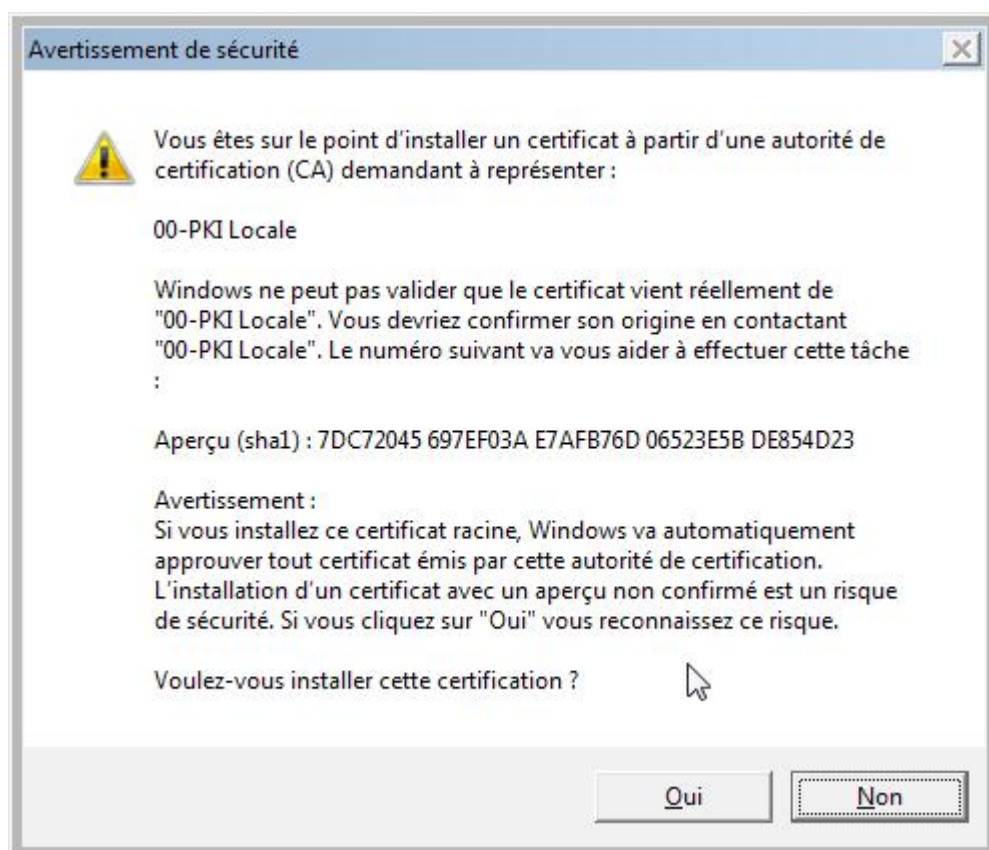 Avertissement de sécurité
Vous êtes sur le point d'installer un certificat à partir d'une autorité de
certification (CA) demandant à représenter :
00-PKI Locale
Windows ne peut pas valider que le certificat vient réellement de
"00-PKI Locale". Vous devriez confirmer son origine en contactant
"00-PKI Locale". Le numéro suivant va vous aider à effectuer cette tâche
:
Aperçu (sha1) : 7DC72045 697EF03A E7AFB76D 06523E5B DE854D23
Avertissement :
Si vous installez ce certificat racine, Windows va automatiquement
approuver tout certificat émis par cette autorité de certification.
L'installation d'un certificat avec un aperçu non confirmé est un risque
de sécurité. Si vous cliquez sur "Oui" vous reconnaissez ce risque.
Voulez-vous installer cette certification ?
Oui
Non